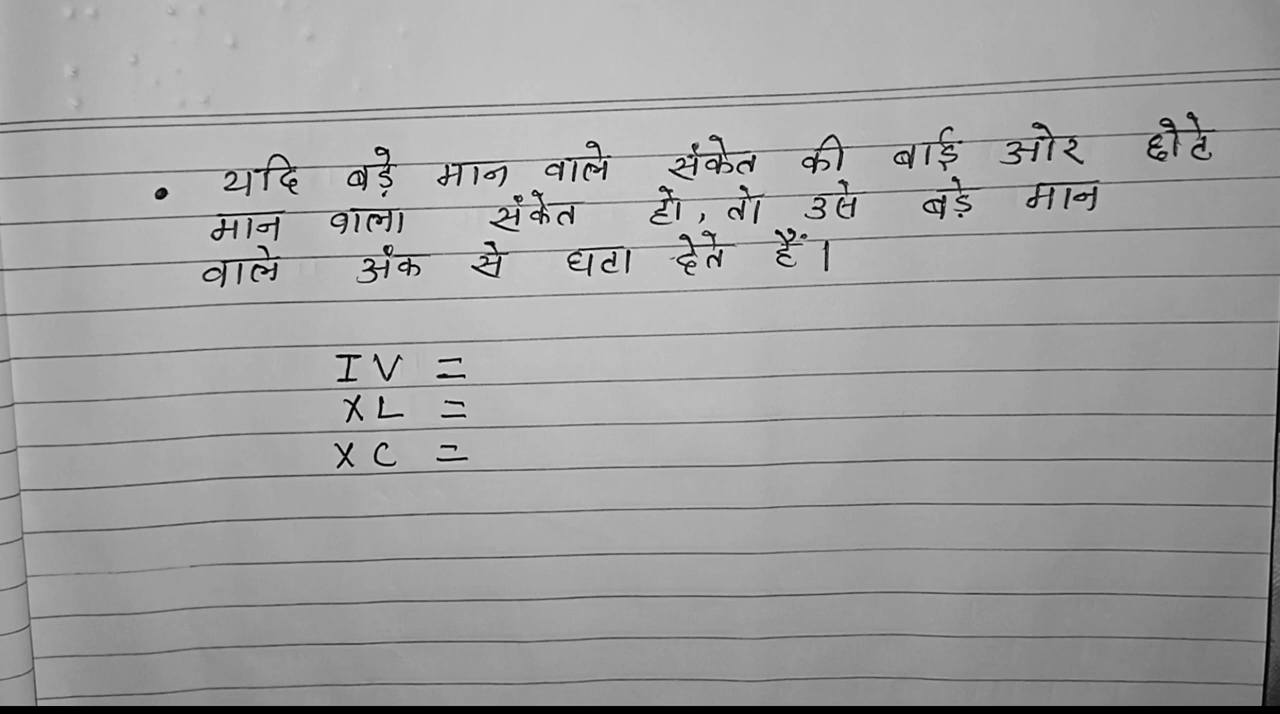 • यदि बड़े मान वाले संकेत की बाई ओर छोटे
मान वाला संकेत हो, तो उसे बड़े मान
वाले अंक से घटा देते हैं।
IV =
XL =
XC =